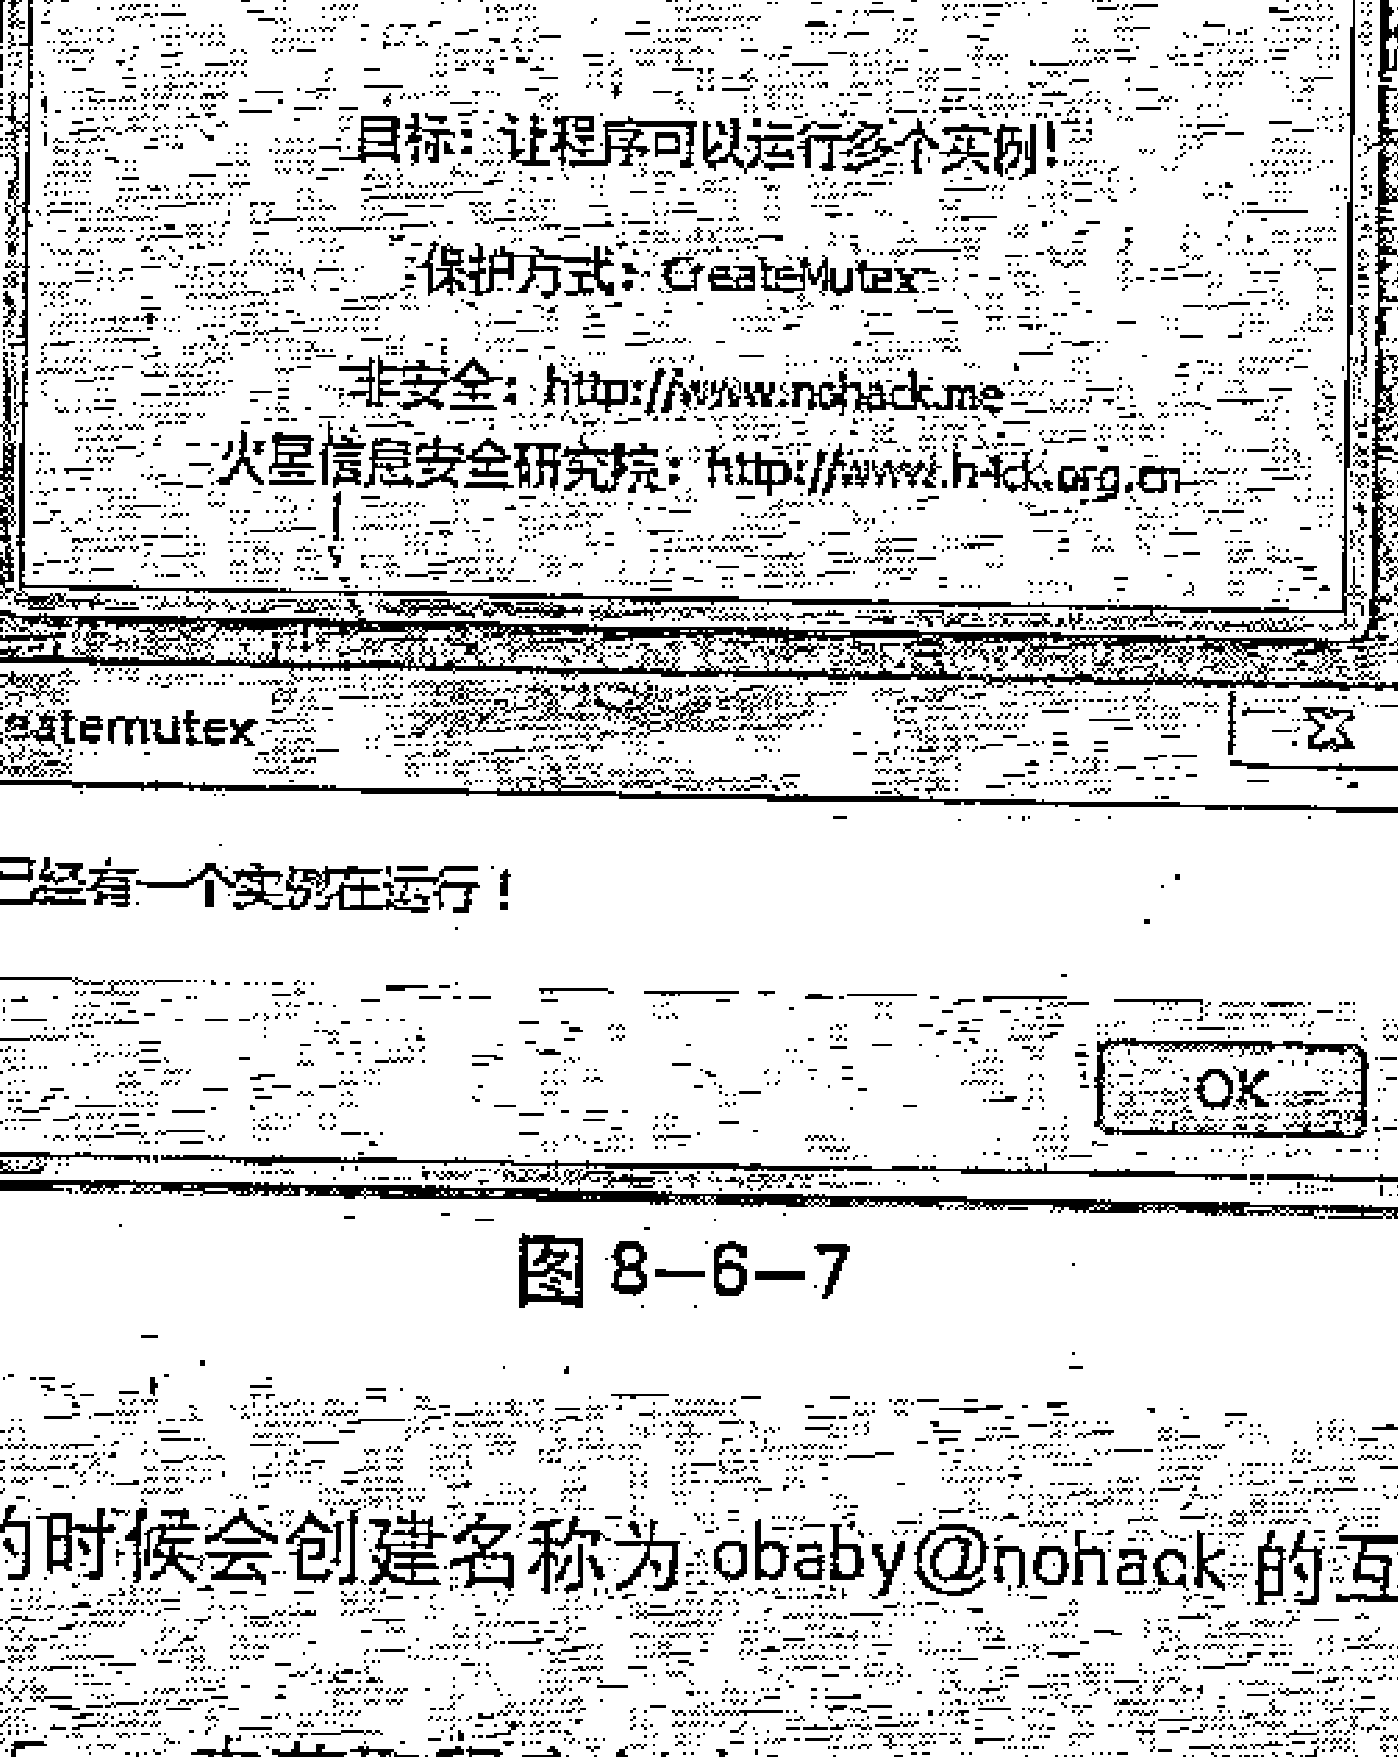 目标：让程序可以运行多个实例!
保护方式：CreateMutex
非安全：http://www.nohack.me
火星信息安全研究院：http://www.h4ck.org.cn
eatemutex
已经有一个实例在运行！
OK
图 8-6-7
的时候会创建名称为 obaby@nohack 的互